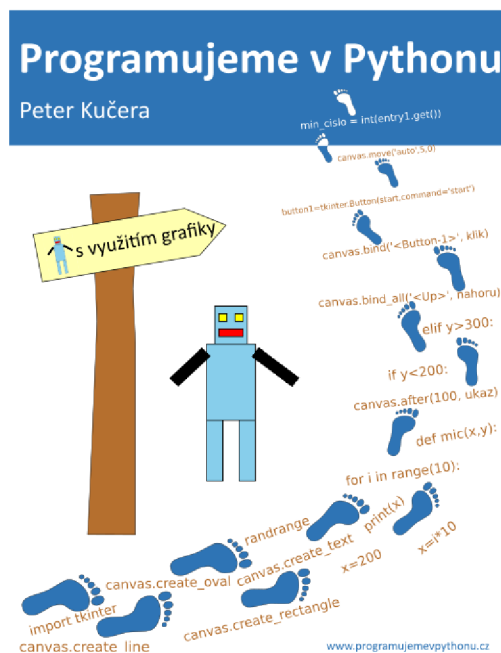 Programujeme v Pythonu
Peter Kučera
min_cislo = int(entry1.get())
canvas.move('auto',5,0)
button1=tkinter.Button(start,command='start')
s využitím grafiky
canvas.bind('<Button-1>', klik)
canvas.bind_all('<Up>', nahoru)
elif y>300:
if y<200:
canvas.after(100, ukaz)
def mic(x,y):
for i in range(10):
print(x)
x=i*10
randrange
canvas.create_text
x=200
canvas.create_oval
canvas.create_rectangle
import tkinter
canvas.create_line
www.programujemevpythonu.cz